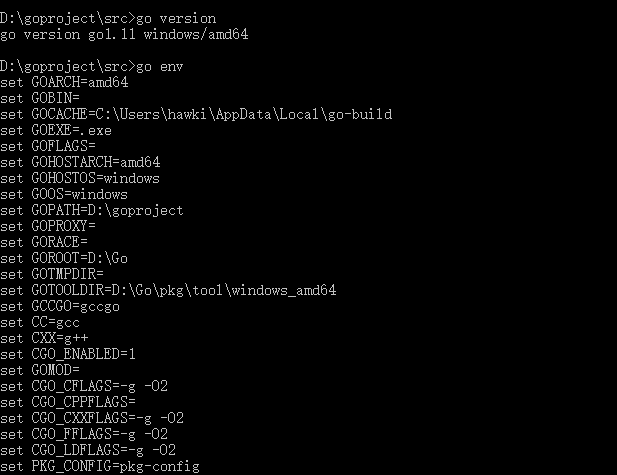 D:\goproject\src>go version
go version go1.11 windows/amd64
D:\goproject\src>go env
set GOARCH=amd64
set GOBIN=
set GOCACHE=C:\Users\hawki\AppData\Local\go-build
set GOEXE=.exe
set GOFLAGS=
set GOHOSTARCH=amd64
set GOHOSTOS=windows
set GOOS=windows
set GOPATH=D:\goproject
set GOPROXY=
set GORACE=
set GOROOT=D:\Go
set GOTMPDIR=
set GOTOOLDIR=D:\Go\pkg\tool\windows_amd64
set GCCGO=gccgo
set CC=gcc
set CXX=g++
set CGO_ENABLED=1
set GOMOD=
set CGO_CFLAGS=-g -O2
set CGO_CPPFLAGS=
set CGO_CXXFLAGS=-g -O2
set CGO_FFLAGS=-g -O2
set CGO_LDFLAGS=-g -O2
set PKG_CONFIG=pkg-config